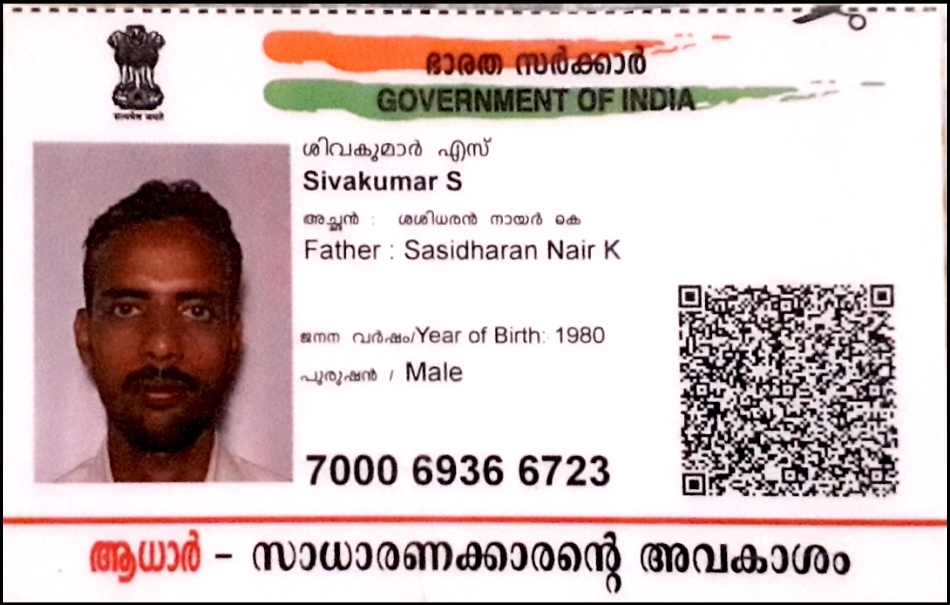 ഭാരത സർക്കാർ
GOVERNMENT OF INDIA
सत्यमेव जयते
ശിവകുമാർ എസ്
Sivakumar S
അച്ഛൻ : ശശിധരൻ നായർ കെ
Father : Sasidharan Nair K
ജനന വർഷം/Year of Birth: 1980
പുരുഷൻ / Male
7000 6936 6723
ആധാർ – സാധാരണക്കാരന്റെ അവകാശം